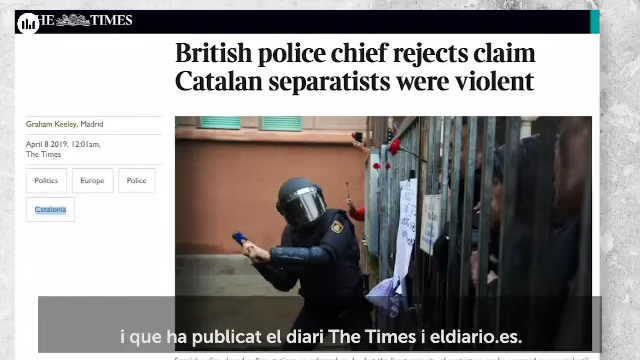 THE TIMES
British police chief rejects claim
Catalan separatists were violent
Graham Keeley, Madrid
April 8 2019, 12:01am,
The Times
Politics
Europe
Police
Catalonia
i que ha publicat el diari The Times i eldiario.es.